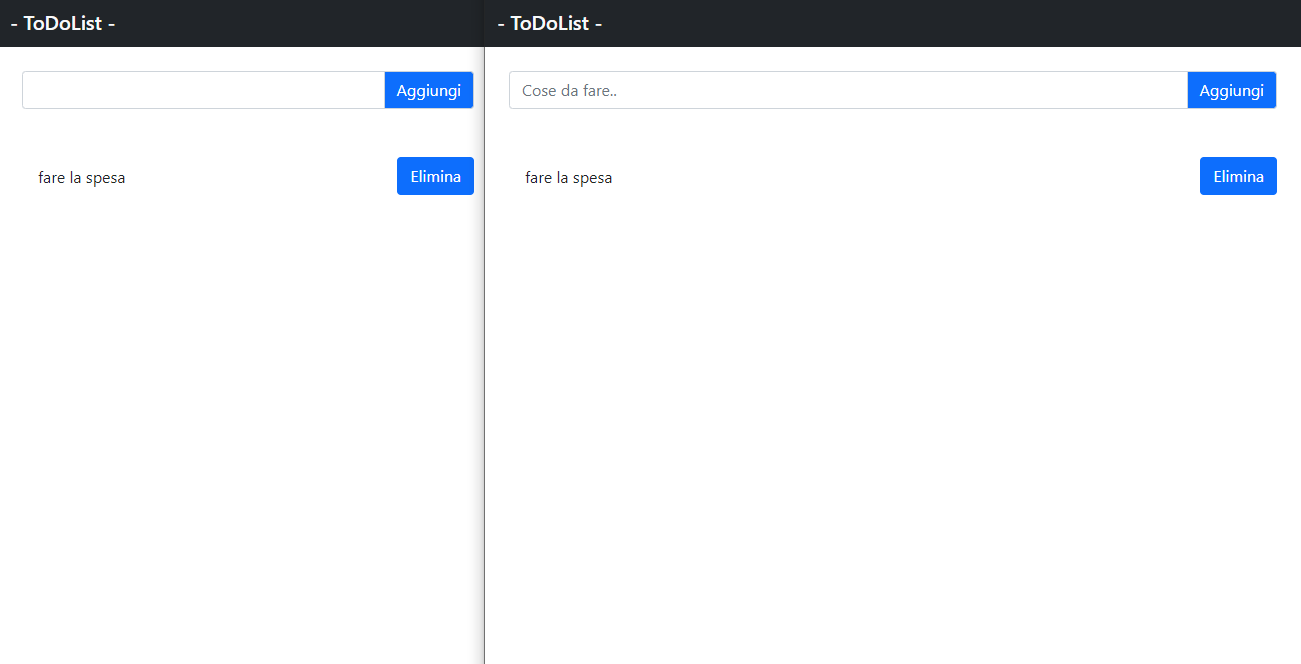 - ToDoList -
Aggiungi
fare la spesa
Elimina
- ToDoList -
Cose da fare..
Aggiungi
fare la spesa
Elimina